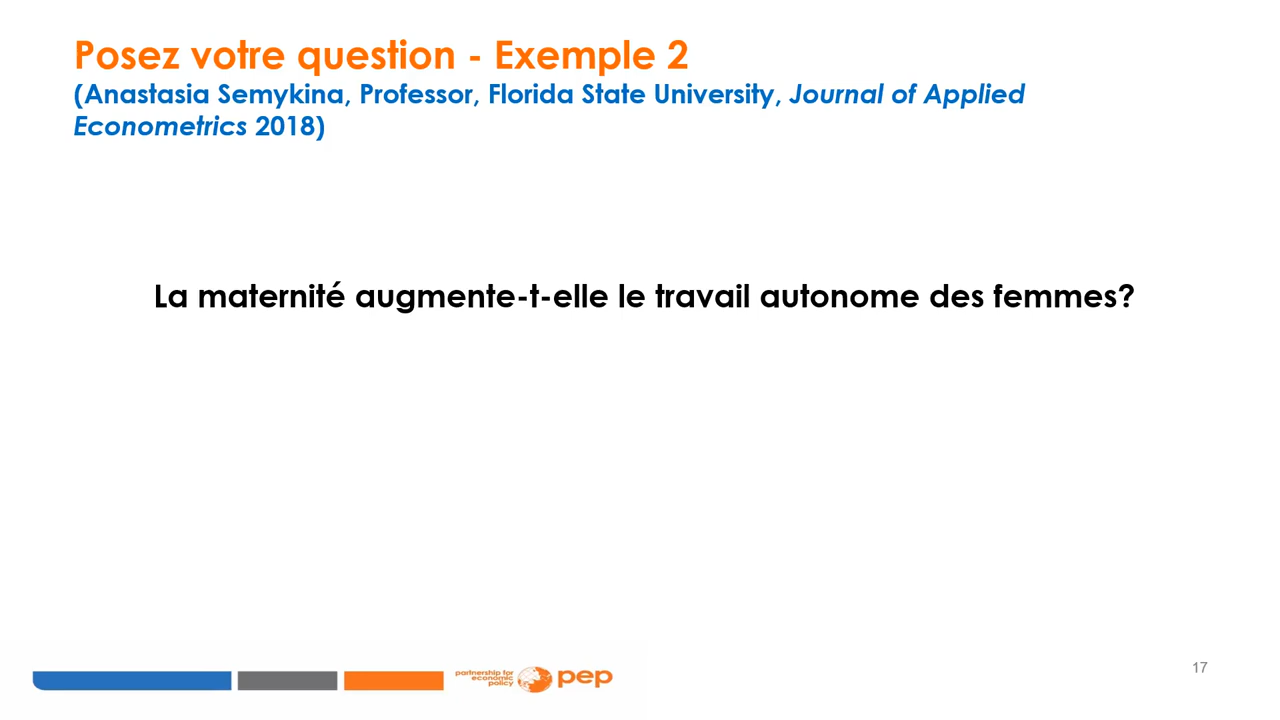 Posez votre question - Exemple 2
(Anastasia Semykina, Professor, Florida State University, Journal of Applied
Econometrics 2018)
La maternité augmente-t-elle le travail autonome des femmes?
partnership for
economic
policy
pep
17